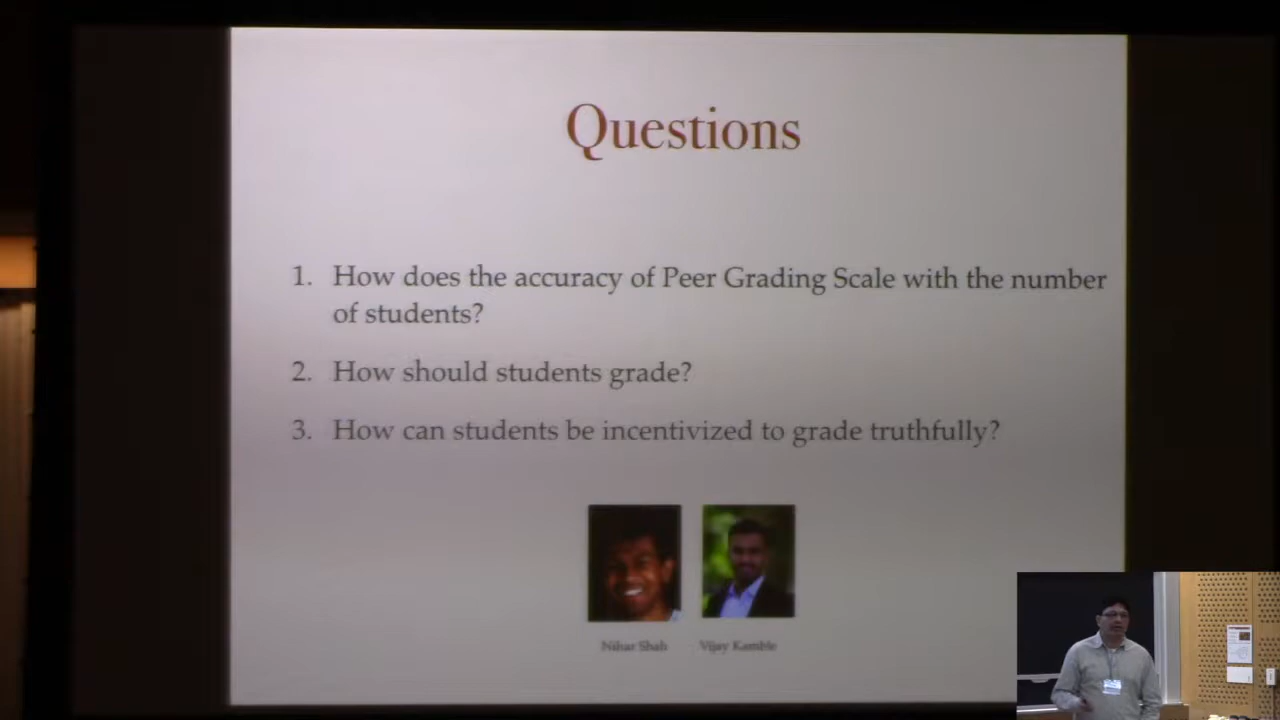 Questions
1. How does the accuracy of Peer Grading Scale with the number
of students?
2. How should students grade?
3. How can students be incentivized to grade truthfully?
Nihar Shah Vijay Kamble